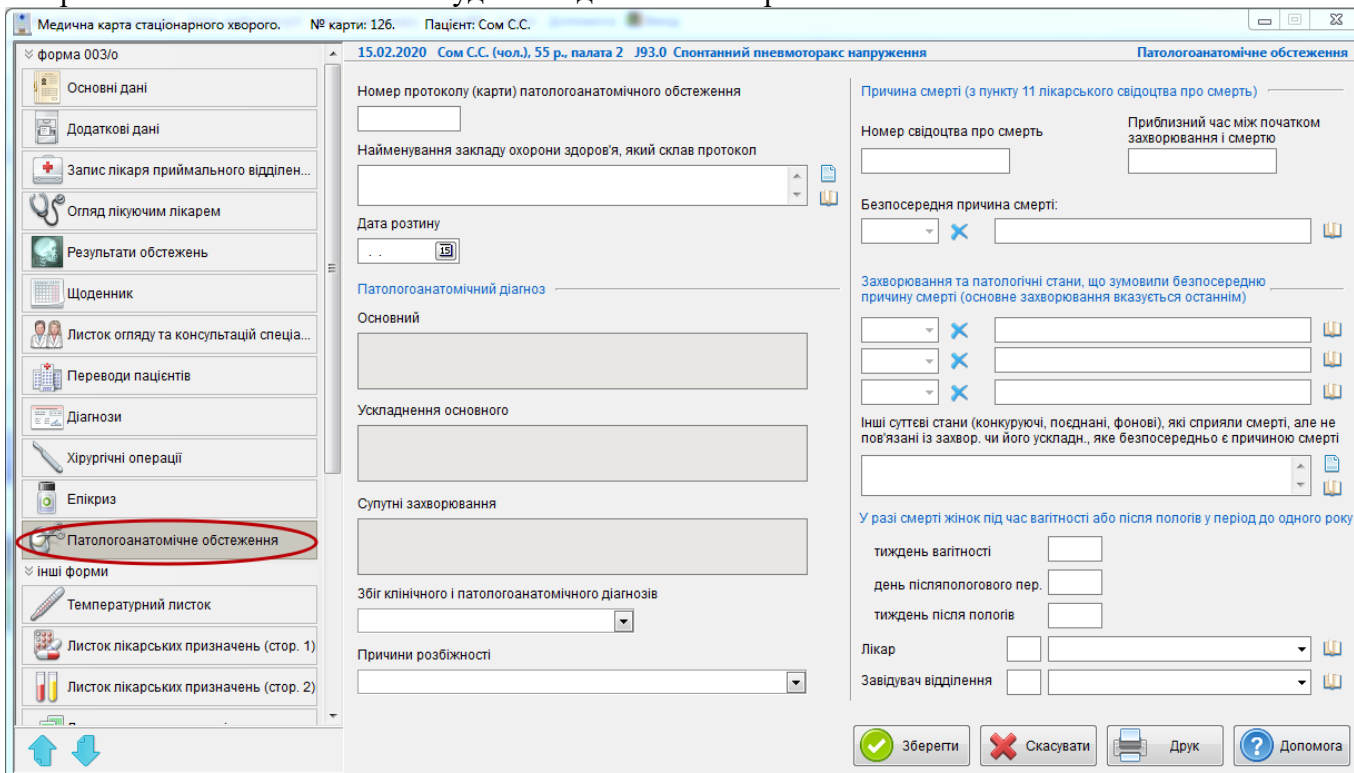 Медична карта стаціонарного хворого. № карти: 126. Пацієнт: Сом С.С.
форма 003/о
Основні дані
Додаткові дані
Запис лікаря приймального відділен...
Огляд лікуючим лікарем
Результати обстежень
Щоденник
Листок огляду та консультацій спеціа...
Переводи пацієнтів
Діагнози
Хірургічні операції
Епікриз
Патологоанатомічне обстеження
інші форми
Температурний листок
Листок лікарських призначень (стор. 1)
Листок лікарських призначень (стор. 2)
15.02.2020 Сом С.С. (чол.), 55 р., палата 2 J93.0 Спонтанний пневмоторакс напруження
Патологоанатомічне обстеження
Номер протоколу (карти) патологоанатомічного обстеження
Найменування закладу охорони здоров'я, який склав протокол
Дата розтину
. .
15
Патологоанатомічний діагноз
Основний
Ускладнення основного
Супутні захворювання
Збіг клінічного і патологоанатомічного діагнозів
Причини розбіжності
Причина смерті (з пункту 11 лікарського свідоцтва про смерть)
Номер свідоцтва про смерть
Приблизний час між початком
захворювання і смертю
Безпосередня причина смерті:
Захворювання та патологічні стани, що зумовили безпосередню
причину смерті (основне захворювання вказується останнім)
Інші суттєві стани (конкуруючі, поєднані, фонові), які сприяли смерті, але не
пов'язані із захвор. чи його ускладн., яке безпосередньо є причиною смерті
У разі смерті жінок під час вагітності або після пологів у період до одного року
тиждень вагітності
день післяпологового пер.
тиждень після пологів
Лікар
Завідувач відділення
Зберегти
Скасувати
Друк
Допомога